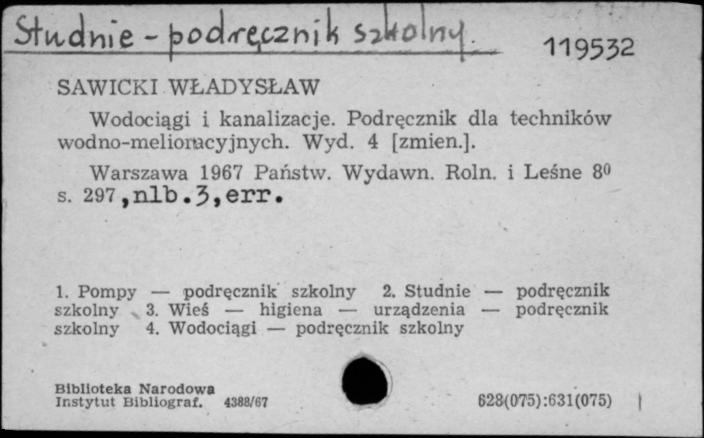 Studnie - podręcznik szkolny.
119532
SAWICKI WŁADYSŁAW
Wodociągi i kanalizacje. Podręcznik dla techników
wodno-melioracyjnych. Wyd. 4 [zmien.].
Warszawa 1967 Państw. Wydawn. Roln. i Leśne 8⁰
s. 297,nlb.3,err.
1. Pompy — podręcznik szkolny 2. Studnie — podręcznik
szkolny 3. Wieś — higiena — urządzenia — podręcznik
szkolny 4. Wodociągi — podręcznik szkolny
Biblioteka Narodowa
Instytut Bibliograf. 4388/67
628(075):631(075)